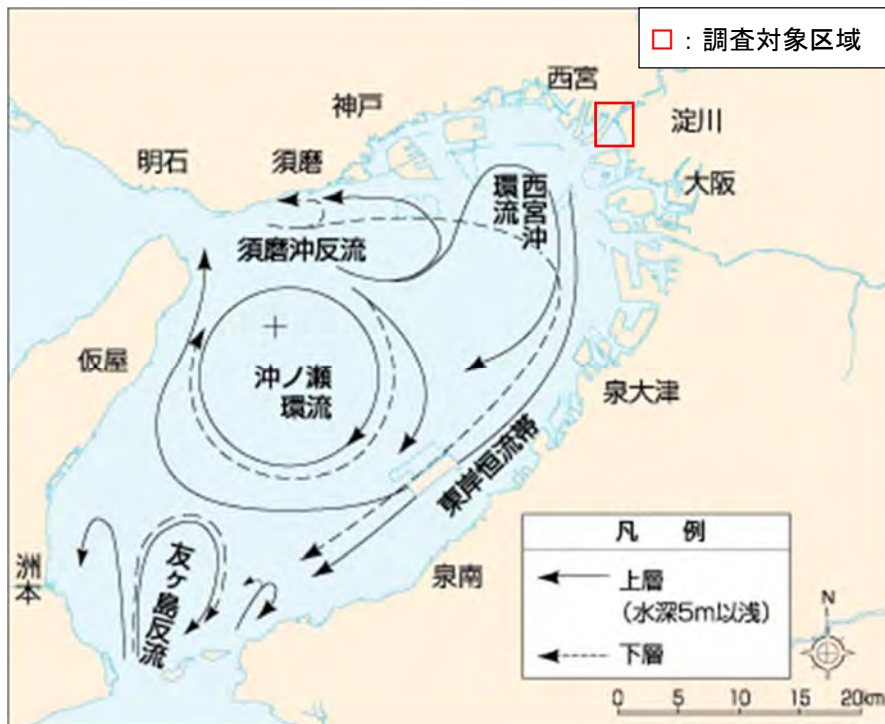 □：調査対象区域
西宮
神戸
淀川
明石
須磨
大阪
西宮沖
環流
須磨沖反流
仮屋
沖ノ瀬
環流
泉大津
東岸恒流帯
凡 例
上層
(水深5m以浅)
下層
洲本
友ヶ島反流
泉南
N
0 5 10 15 20km